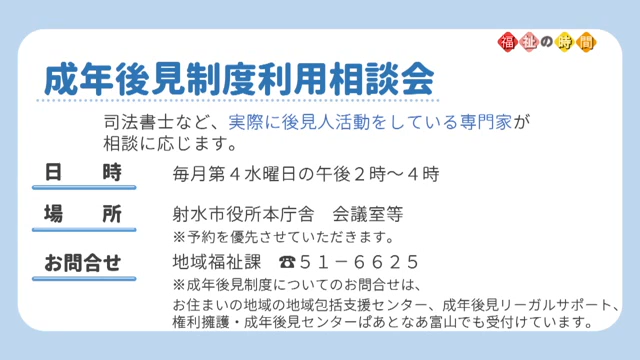 福祉の時間
成年後見制度利用相談会
司法書士など、実際に後見人活動をしている専門家が
相談に応じます。
日　時　毎月第４水曜日の午後２時～４時
場　所　射水市役所本庁舎　会議室等
※予約を優先させていただきます。
お問合せ　地域福祉課　☎５１－６６２５
※成年後見制度についてのお問合せは、
お住まいの地域の地域包括支援センター、成年後見リーガルサポート、
権利擁護・成年後見センターぱあとなあ富山でも受付けています。